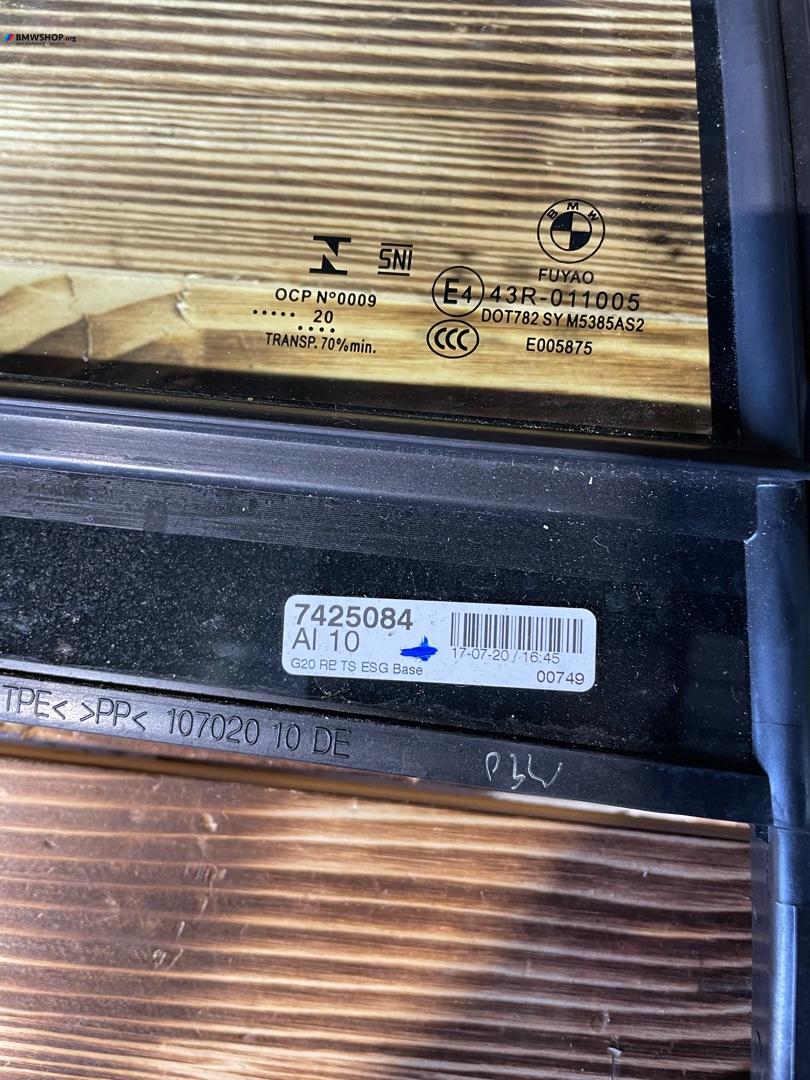 BMWSHOP.org
BMW
FUYAO
SNI
E4 43R-011005
OCP Nº0009
..... 20
....
DOT782 SY M5385AS2
TRANSP. 70%min.
CCC
E005875
7425084
AI 10
17-07-20 / 16:45
G20 RE TS ESG Base
00749
TPE< >PP< 107020 10 DE